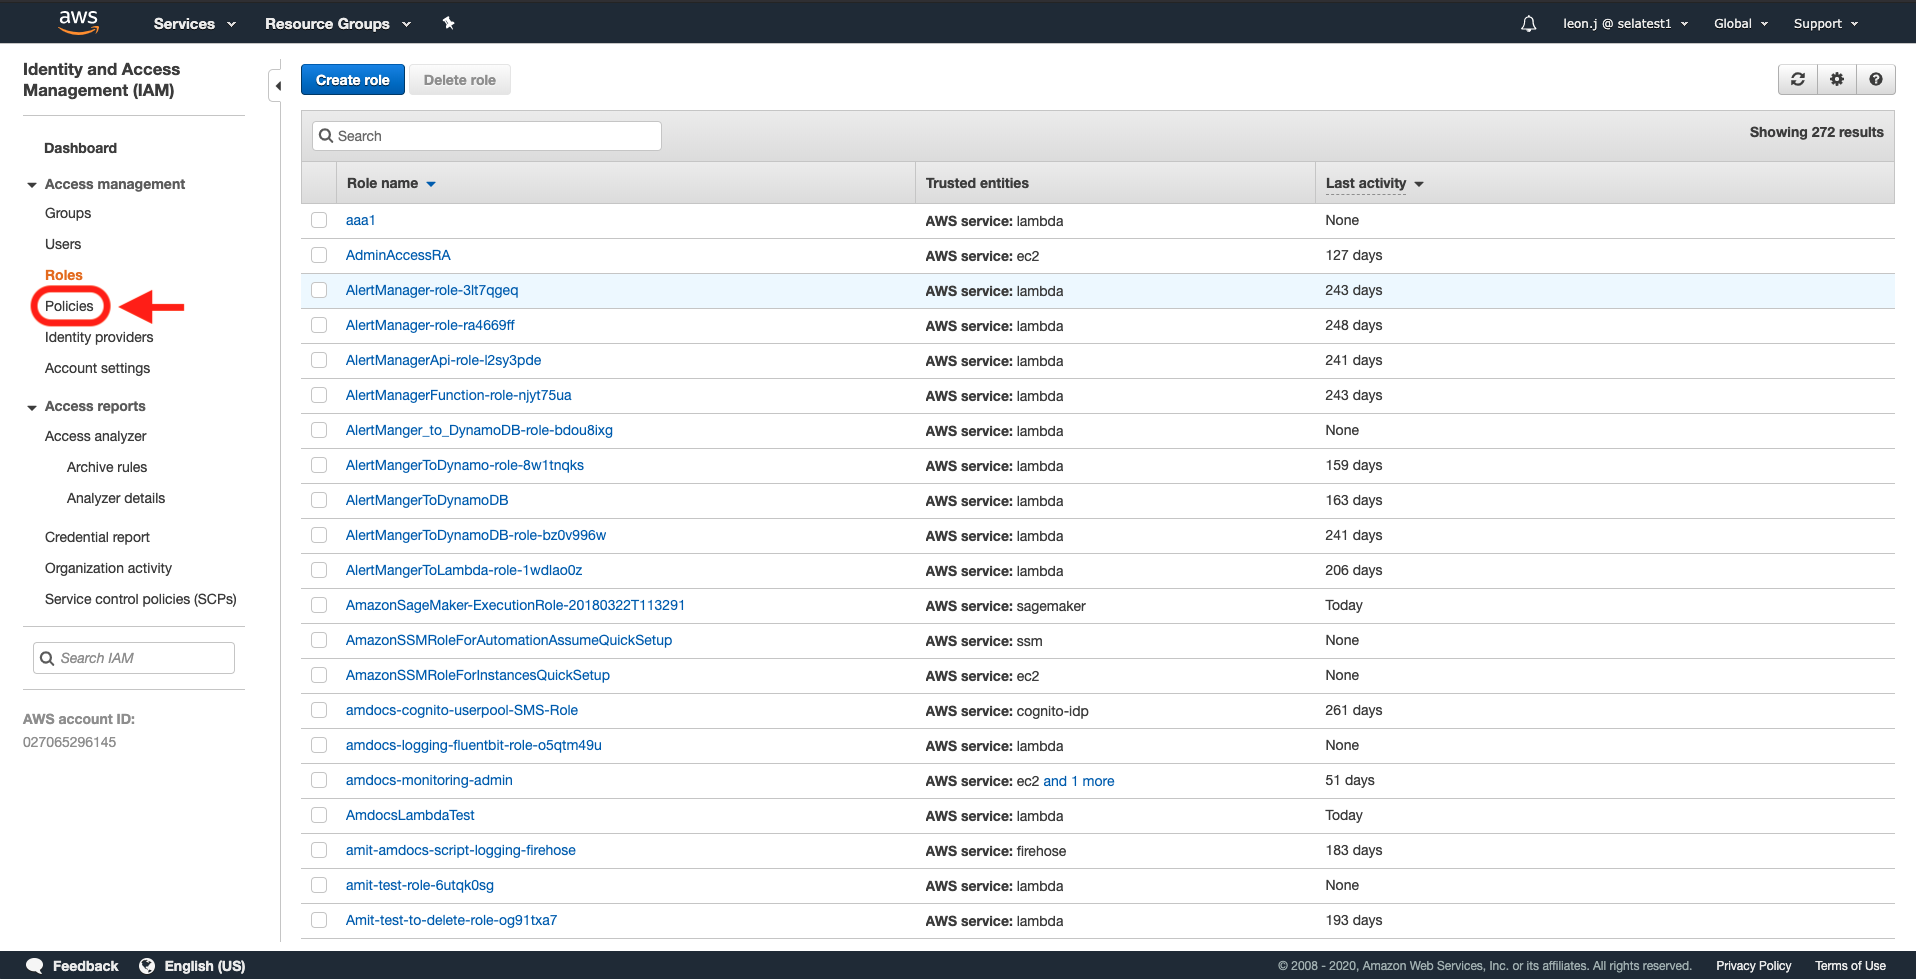 aws Services Resource Groups leon.j @ selatest1 Global Support
Identity and Access
Management (IAM)
Dashboard
Access management
Groups
Users
Roles
Policies
Identity providers
Account settings
Access reports
Access analyzer
Archive rules
Analyzer details
Credential report
Organization activity
Service control policies (SCPs)
Search IAM
AWS account ID:
027065296145
Create role Delete role
Search Showing 272 results
Role name Trusted entities Last activity
aaa1 AWS service: lambda None
AdminAccessRA AWS service: ec2 127 days
AlertManager-role-3lt7qgeq AWS service: lambda 243 days
AlertManager-role-ra4669ff AWS service: lambda 248 days
AlertManagerApi-role-l2sy3pde AWS service: lambda 241 days
AlertManagerFunction-role-njyt75ua AWS service: lambda 243 days
AlertManger_to_DynamoDB-role-bdou8ixg AWS service: lambda None
AlertMangerToDynamo-role-8w1tnqks AWS service: lambda 159 days
AlertMangerToDynamoDB AWS service: lambda 163 days
AlertMangerToDynamoDB-role-bz0v996w AWS service: lambda 241 days
AlertMangerToLambda-role-1wdlao0z AWS service: lambda 206 days
AmazonSageMaker-ExecutionRole-20180322T113291 AWS service: sagemaker Today
AmazonSSMRoleForAutomationAssumeQuickSetup AWS service: ssm None
AmazonSSMRoleForInstancesQuickSetup AWS service: ec2 None
amdocs-cognito-userpool-SMS-Role AWS service: cognito-idp 261 days
amdocs-logging-fluentbit-role-o5qtm49u AWS service: lambda None
amdocs-monitoring-admin AWS service: ec2 and 1 more 51 days
AmdocsLambdaTest AWS service: lambda Today
amit-amdocs-script-logging-firehose AWS service: firehose 183 days
amit-test-role-6utqk0sg AWS service: lambda None
Amit-test-to-delete-role-og91txa7 AWS service: lambda 193 days
Feedback English (US) © 2008 - 2020, Amazon Web Services, Inc. or its affiliates. All rights reserved. Privacy Policy Terms of Use